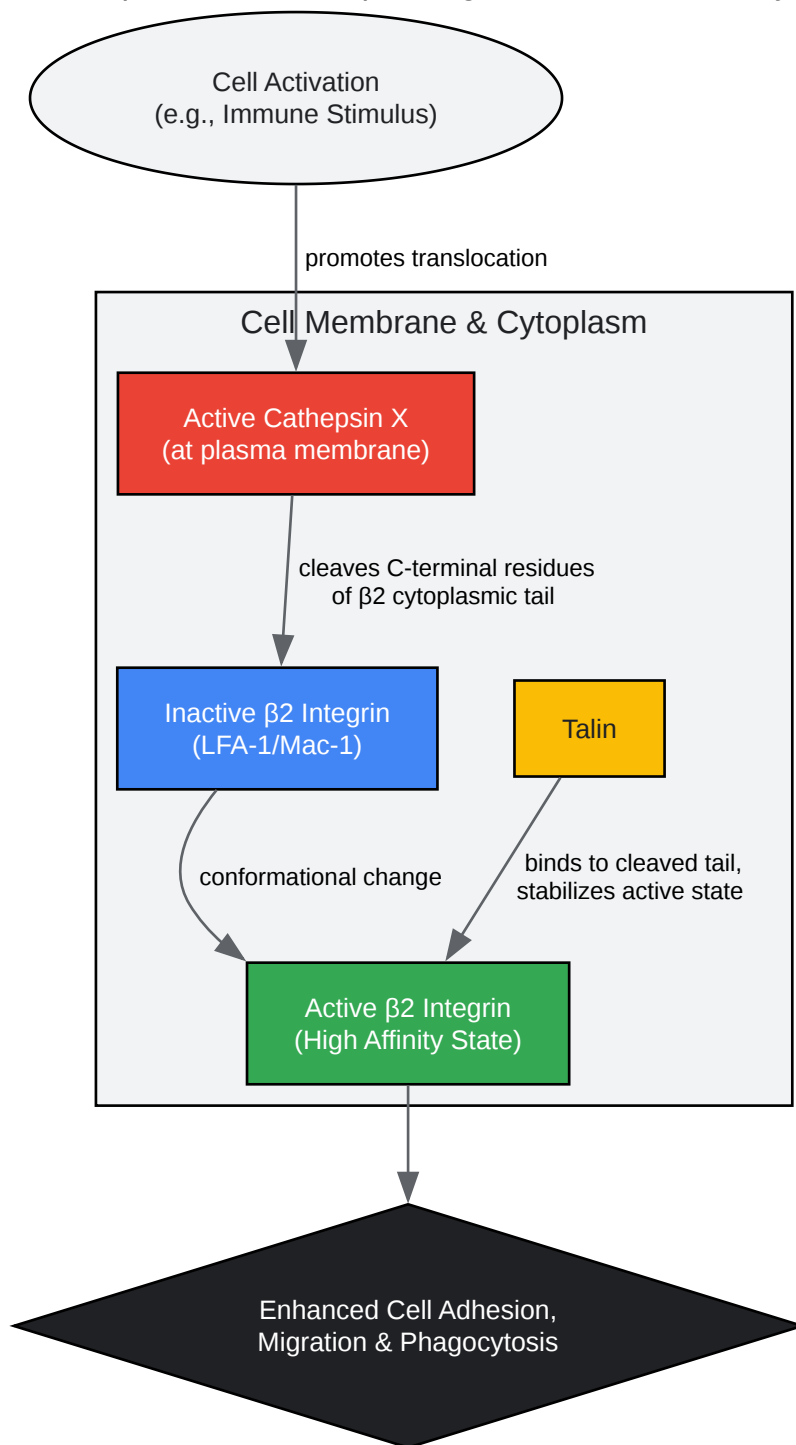 Cell Activation
(e.g., Immune Stimulus)
promotes translocation
Cell Membrane & Cytoplasm
Active Cathepsin X
(at plasma membrane)
cleaves C-terminal residues
of β2 cytoplasmic tail
Inactive β2 Integrin
(LFA-1/Mac-1)
Talin
conformational change
binds to cleaved tail,
stabilizes active state
Active β2 Integrin
(High Affinity State)
Enhanced Cell Adhesion,
Migration & Phagocytosis